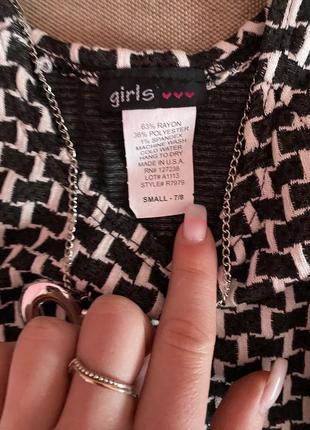 girls
63% RAYON
36% POLYESTER
1% SPANDEX
MACHINE WASH
COLD WATER
HANG TO DRY
MADE IN U.S.A.
RN# 127238
LOT# A1113
STYLE# R7979
SMALL - 7/8